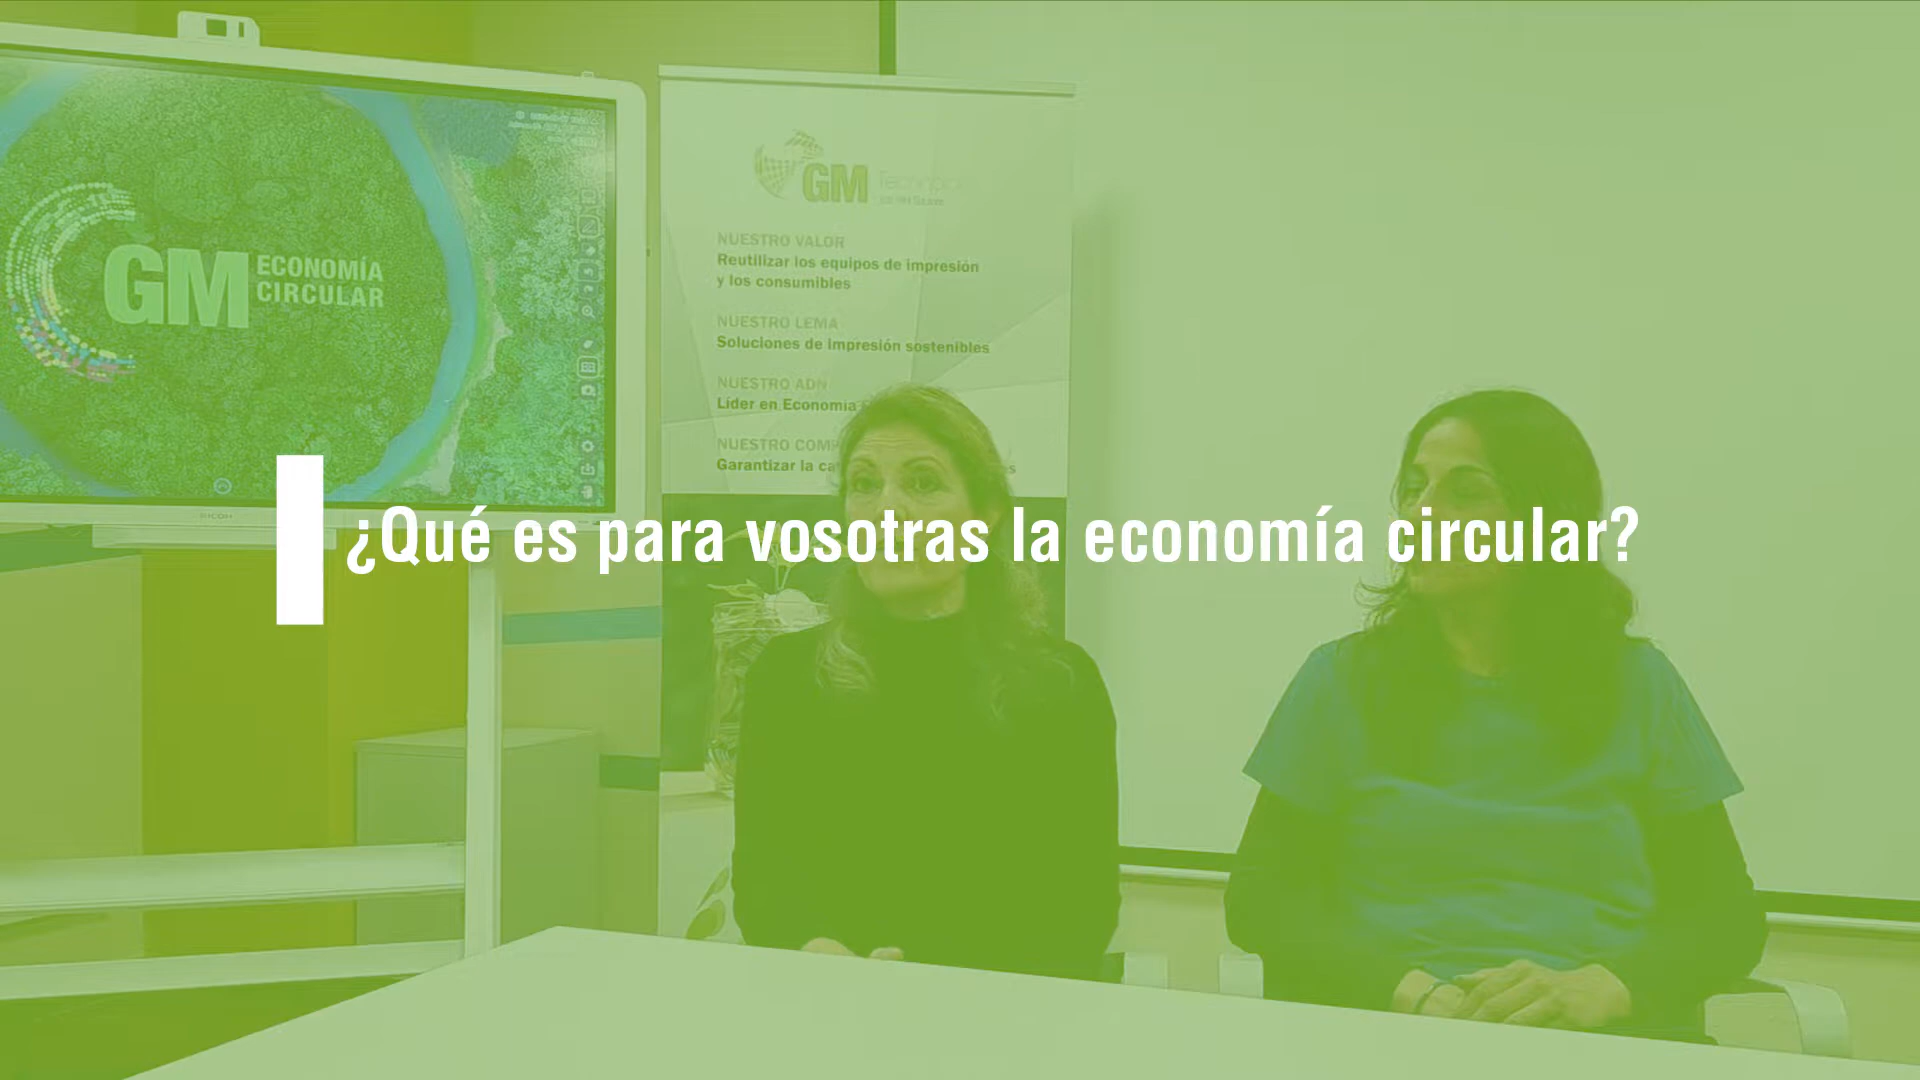 GM ECONOMÍA
CIRCULAR
GM
NUESTRO VALOR
Reutilizar los equipos de impresión
y los consumibles
NUESTRO LEMA
Soluciones de impresión sostenibles
NUESTRO ADN
Líder en Economía
NUESTRO
Garantizar la
RICOH
¿Qué es para vosotras la economía circular?